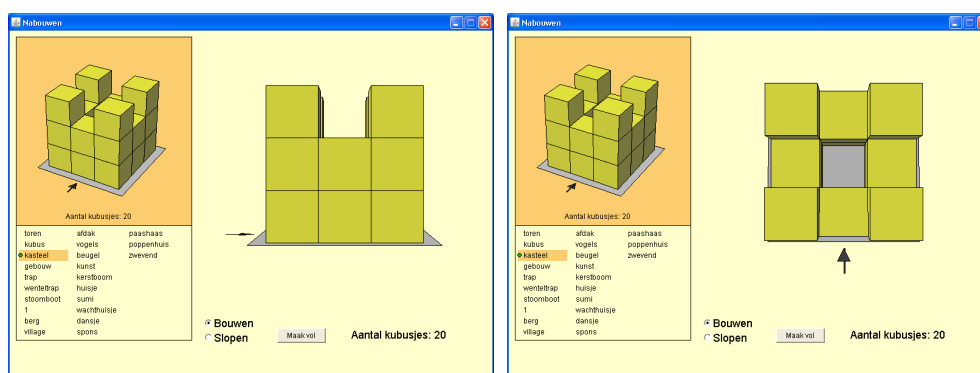 Nabouwen
Aantal kubusjes: 20
toren afdak paashaas
kubus vogels poppenhuis
kasteel beugel zwevend
gebouw kunst
trap kerstboom
wenteltrap huisje
stoomboot sumi
1 wachthuisje
berg dansje
village spons
Bouwen
Slopen
Maak vol
Aantal kubusjes: 20
Nabouwen
Aantal kubusjes: 20
toren afdak paashaas
kubus vogels poppenhuis
kasteel beugel zwevend
gebouw kunst
trap kerstboom
wenteltrap huisje
stoomboot sumi
1 wachthuisje
berg dansje
village spons
Bouwen
Slopen
Maak vol
Aantal kubusjes: 20